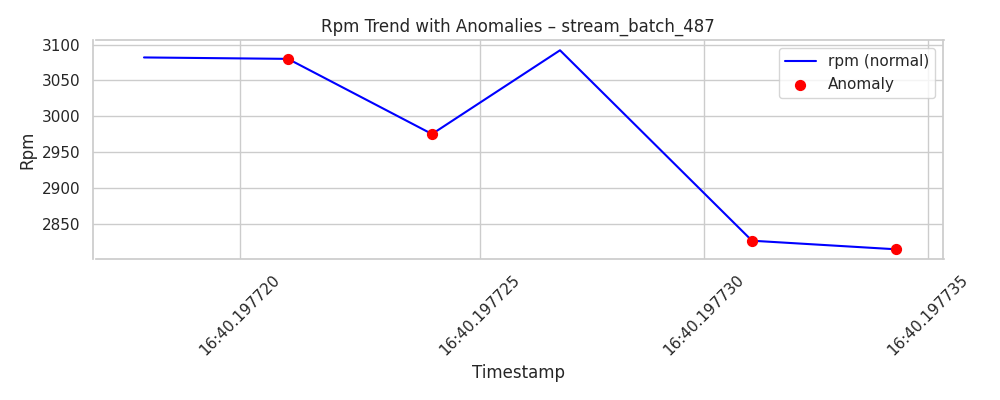 Rpm Trend with Anomalies – stream_batch_487
3100
3050
3000
2950
2900
2850
Rpm
rpm (normal)
Anomaly
16:40.197720
16:40.197725
16:40.197730
16:40.197735
Timestamp